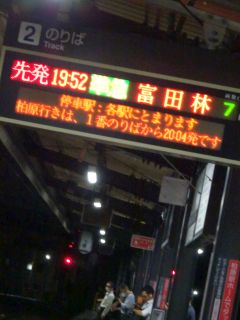 2 のりば
Track
先発 19:52 準急 富田林 7
停車駅：各駅にとまります
柏原行きは、1番のりばから20:04発です